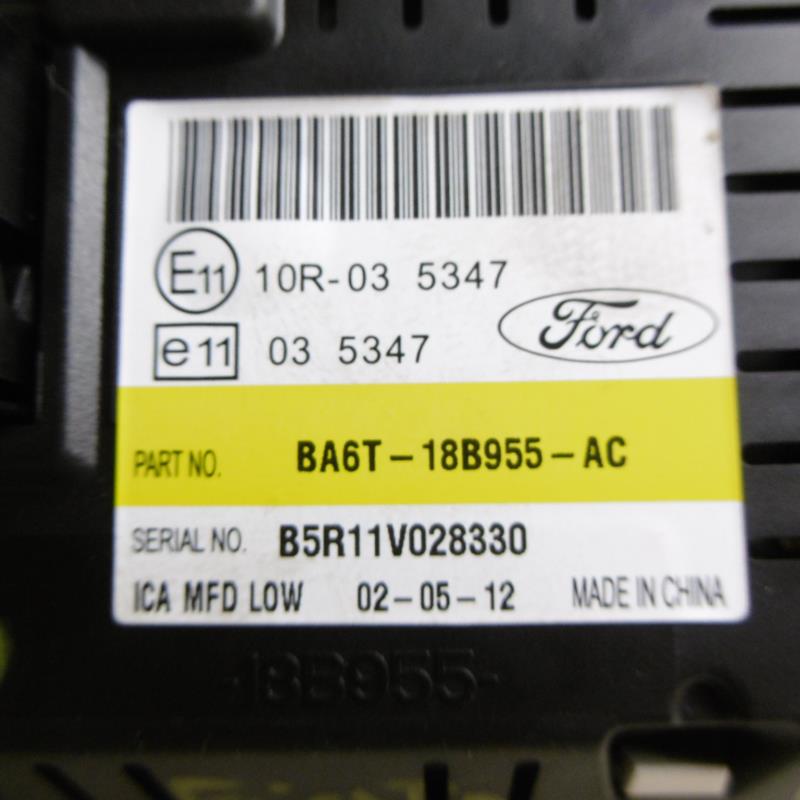 E11 10R-03 5347
Ford
e11 03 5347
PART NO. BA6T-18B955-AC
SERIAL NO. B5R11V028330
ICA MFD LOW 02-05-12 MADE IN CHINA
-18B955-